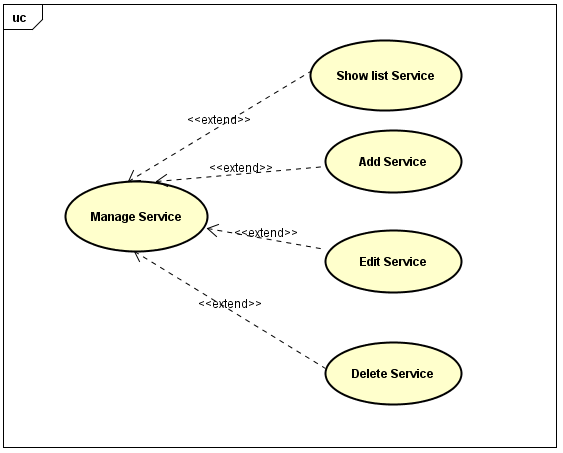 uc
Show list Service
<<extend>>
Add Service
<<extend>>
Manage Service
<<extend>>
Edit Service
<<extend>>
Delete Service